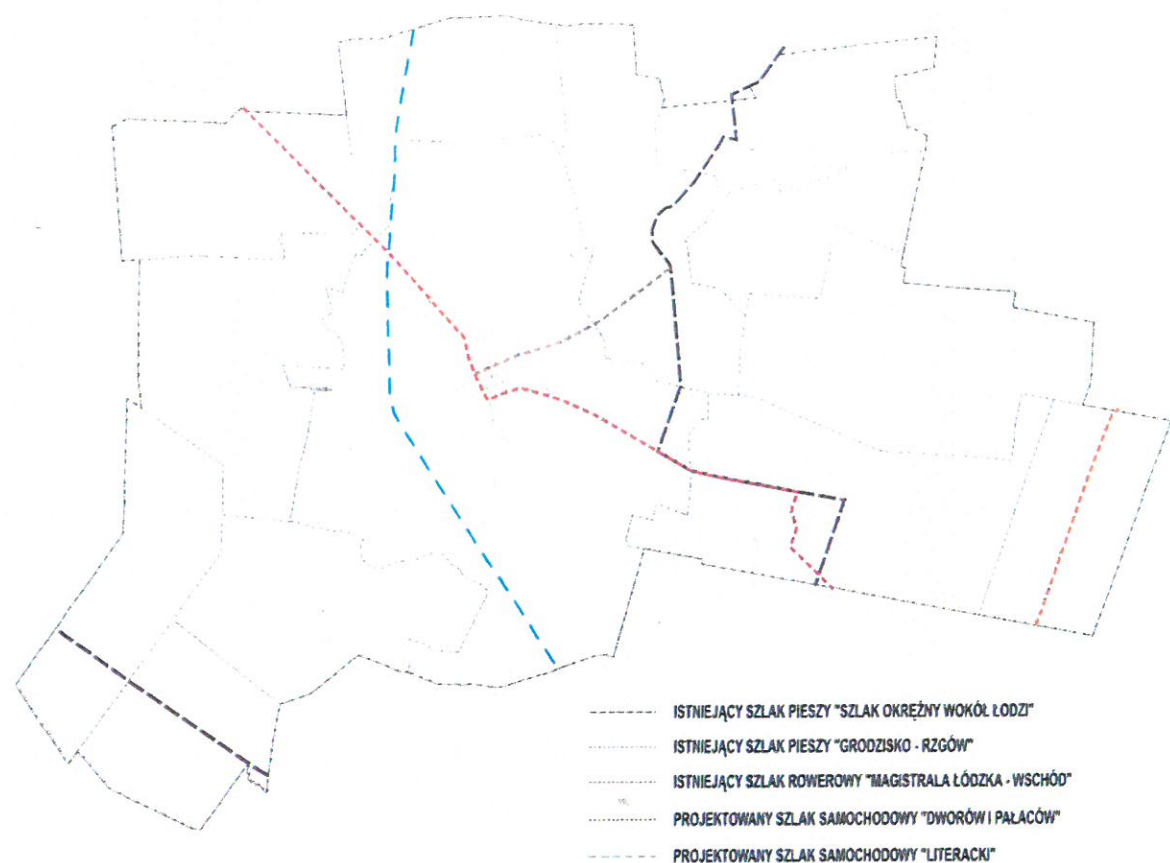 ISTNIEJĄCY SZLAK PIESZY "SZLAK OKRĘŻNY WOKÓŁ ŁODZI"
ISTNIEJĄCY SZLAK PIESZY "GRODZISKO - RZGÓW"
ISTNIEJĄCY SZLAK ROWEROWY "MAGISTRALA ŁÓDZKA - WSCHÓD"
PROJEKTOWANY SZLAK SAMOCHODOWY "DWORÓW I PAŁACÓW"
PROJEKTOWANY SZLAK SAMOCHODOWY "LITERACKI"